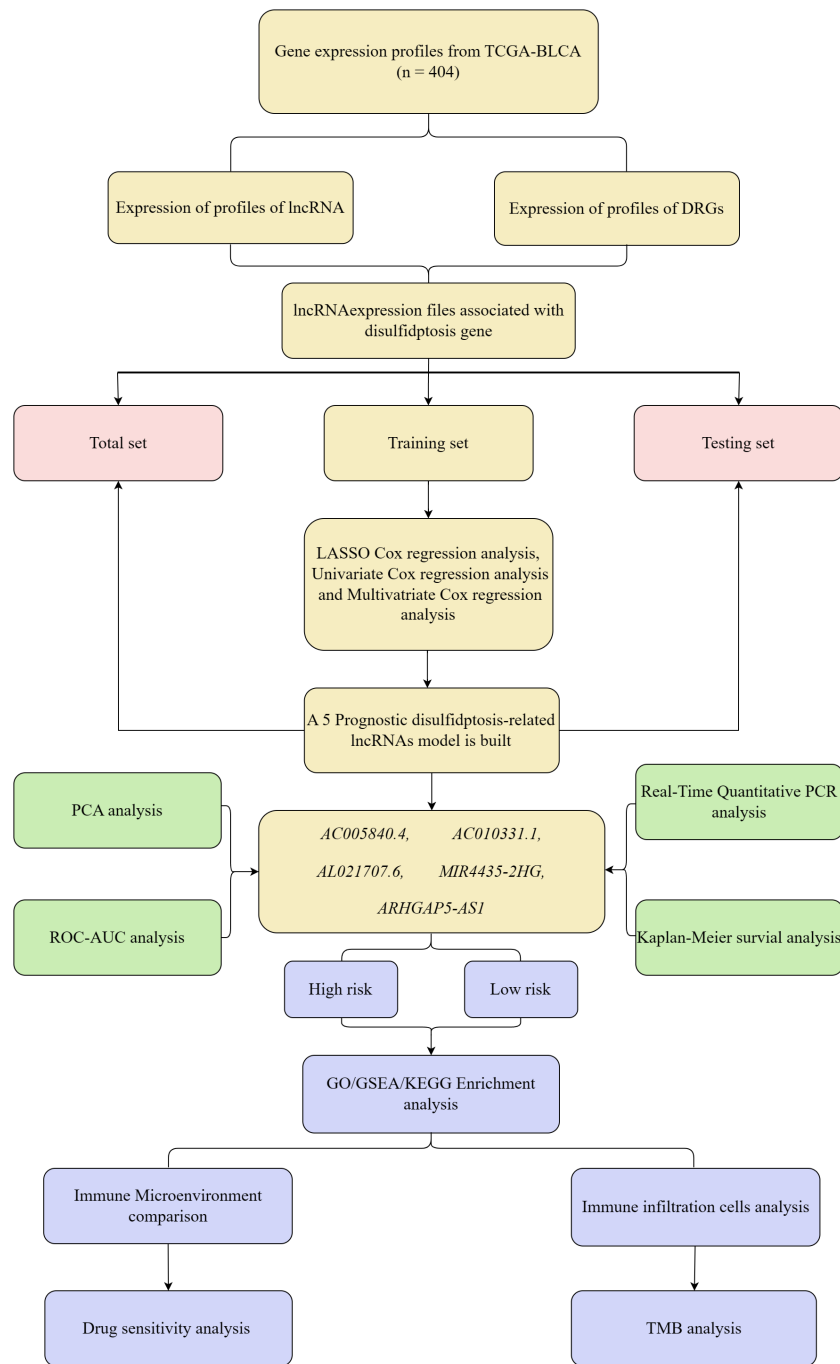 Gene expression profiles from TCGA-BLCA
(n = 404)
Expression of profiles of lncRNA
Expression of profiles of DRGs
lncRNAexpression files associated with
disulfidptosis gene
Total set
Training set
Testing set
LASSO Cox regression analysis,
Univariate Cox regression analysis
and Multivatriate Cox regression
analysis
A 5 Prognostic disulfidptosis-related
lncRNAs model is built
PCA analysis
Real-Time Quantitative PCR
analysis
AC005840.4, AC010331.1,
AL021707.6, MIR4435-2HG,
ARHGAP5-AS1
ROC-AUC analysis
Kaplan-Meier survial analysis
High risk
Low risk
GO/GSEA/KEGG Enrichment
analysis
Immune Microenvironment
comparison
Immune infiltration cells analysis
Drug sensitivity analysis
TMB analysis